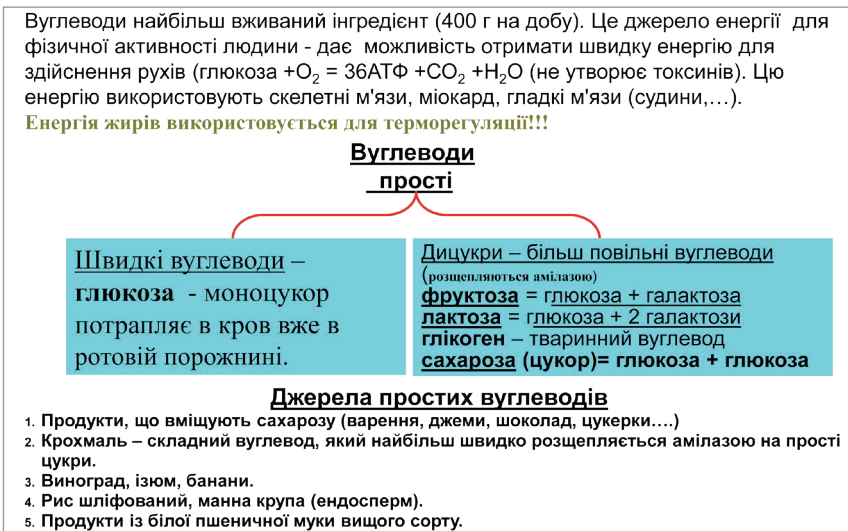 Вуглеводи найбільш вживаний інгредієнт (400 г на добу). Це джерело енергії для
фізичної активності людини - дає можливість отримати швидку енергію для
здійснення рухів (глюкоза +O₂ = 36АТФ +CO₂ +H₂O (не утворює токсинів). Цю
енергію використовують скелетні м'язи, міокард, гладкі м'язи (судини,...).
Енергія жирів використовується для терморегуляції!!!
Вуглеводи
прості
Швидкі вуглеводи –
глюкоза - моноцукор
потрапляє в кров вже в
ротовій порожнині.
Дицукри – більш повільні вуглеводи
(розщепляються амілазою)
фруктоза = глюкоза + галактоза
лактоза = глюкоза + 2 галактози
глікоген – тваринний вуглевод
сахароза (цукор)= глюкоза + глюкоза
Джерела простих вуглеводів
1. Продукти, що вміщують сахарозу (варення, джеми, шоколад, цукерки....)
2. Крохмаль – складний вуглевод, який найбільш швидко розщепляється амілазою на прості
цукри.
3. Виноград, ізюм, банани.
4. Рис шліфований, манна крупа (ендосперм).
5. Продукти із білої пшеничної муки вищого сорту.